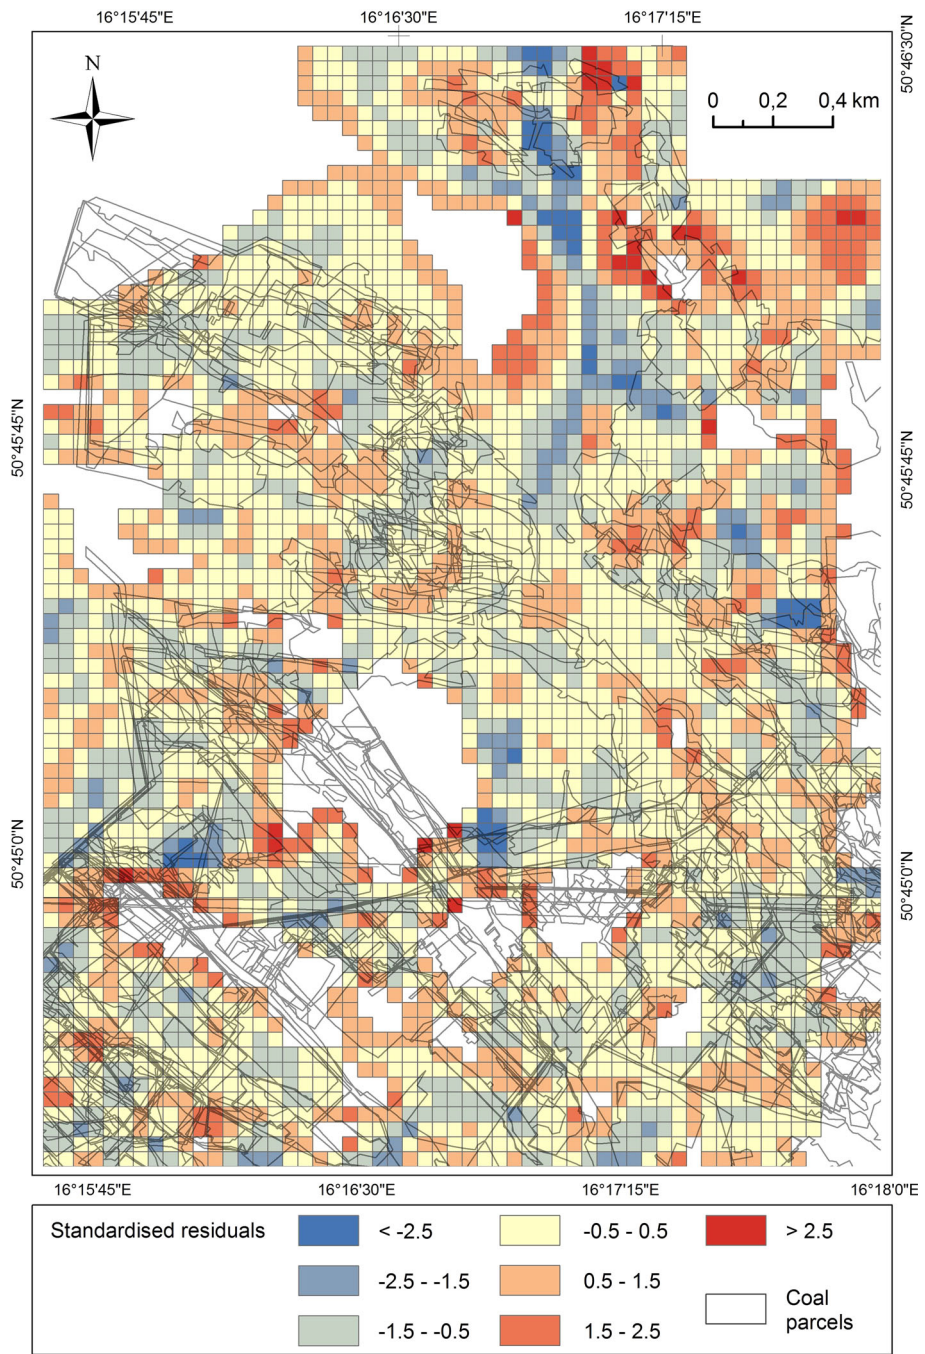 16°15'45"E 16°16'30"E 16°17'15"E
50°46'30"N
N
0 0,2 0,4 km
50°45'45"N
50°45'45"N
50°45'0"N
50°45'0"N
16°15'45"E 16°16'30"E 16°17'15"E 16°18'0"E
Standardised residuals
< -2.5
-2.5 - -1.5
-1.5 - -0.5
-0.5 - 0.5
0.5 - 1.5
1.5 - 2.5
> 2.5
Coal
parcels